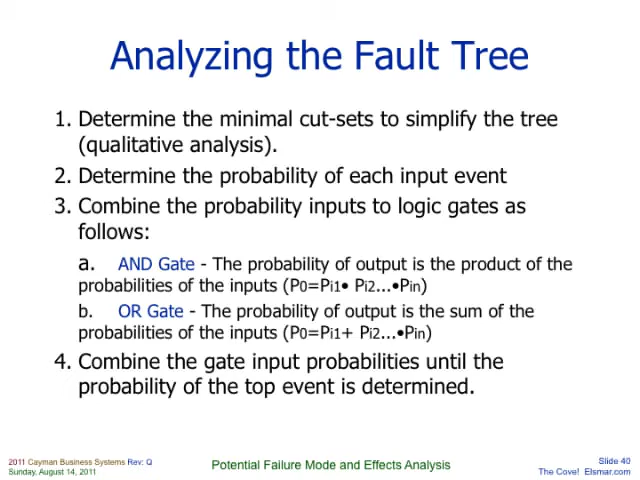 Analyzing the Fault Tree
1. Determine the minimal cut-sets to simplify the tree
(qualitative analysis).
2. Determine the probability of each input event
3. Combine the probability inputs to logic gates as
follows:
a. AND Gate - The probability of output is the product of the
probabilities of the inputs (P0=Pi1• Pi2...•Pin)
b. OR Gate - The probability of output is the sum of the
probabilities of the inputs (P0=Pi1+ Pi2...•Pin)
4. Combine the gate input probabilities until the
probability of the top event is determined.
2011 Cayman Business Systems Rev: Q
Sunday, August 14, 2011
Potential Failure Mode and Effects Analysis
Slide 40
The Cove! Elsmar.com